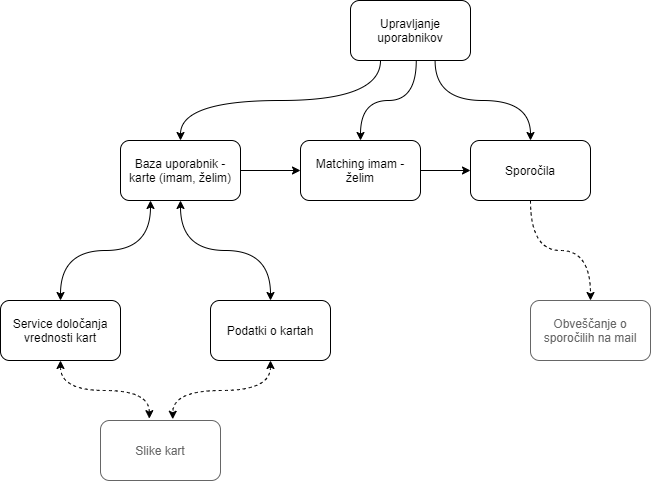 Upravljanje
uporabnikov
Baza uporabnik -
karte (imam, želim)
Matching imam -
želim
Sporočila
Service določanja
vrednosti kart
Podatki o kartah
Obveščanje o
sporočilih na mail
Slike kart